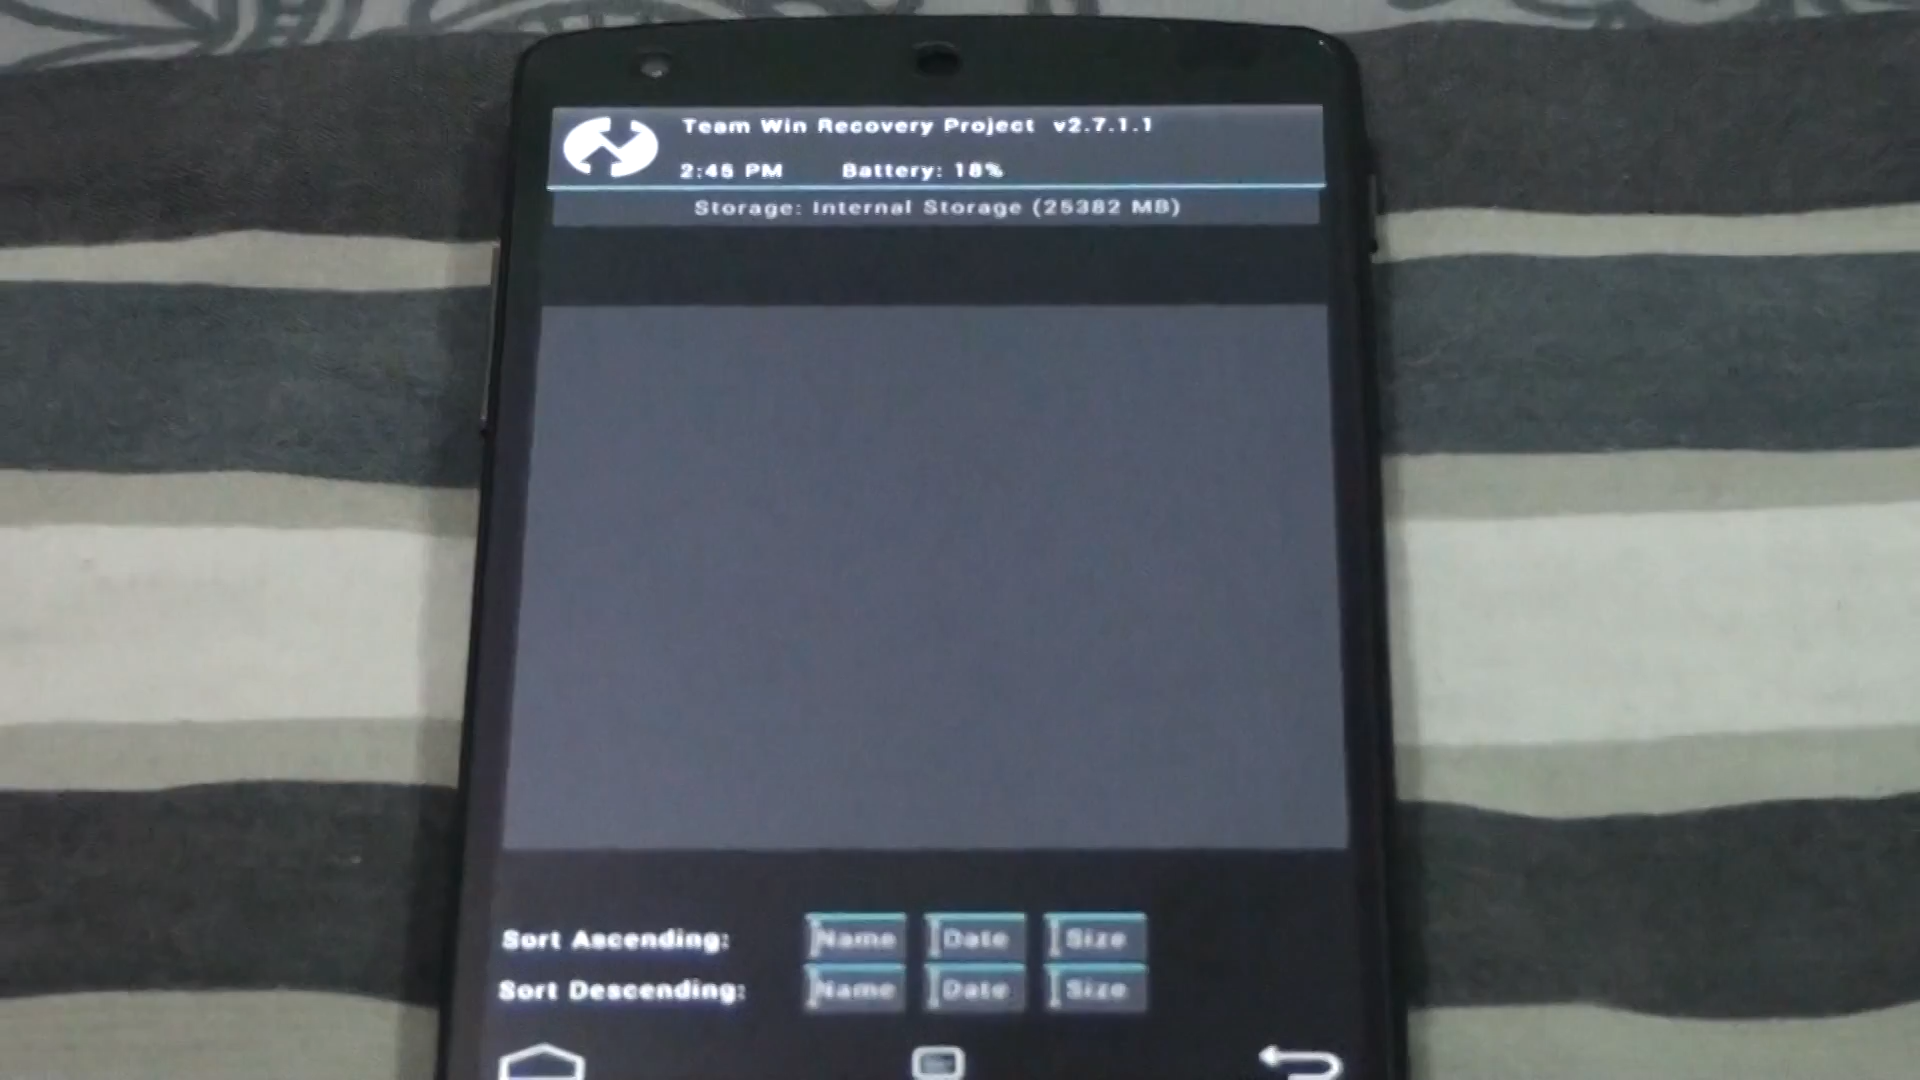 Team Win Recovery Project v2.7.1.1
2:45 PM Battery: 18%
Storage: Internal Storage (25382 MB)
Sort Ascending: Name Date Size
Sort Descending: Name Date Size